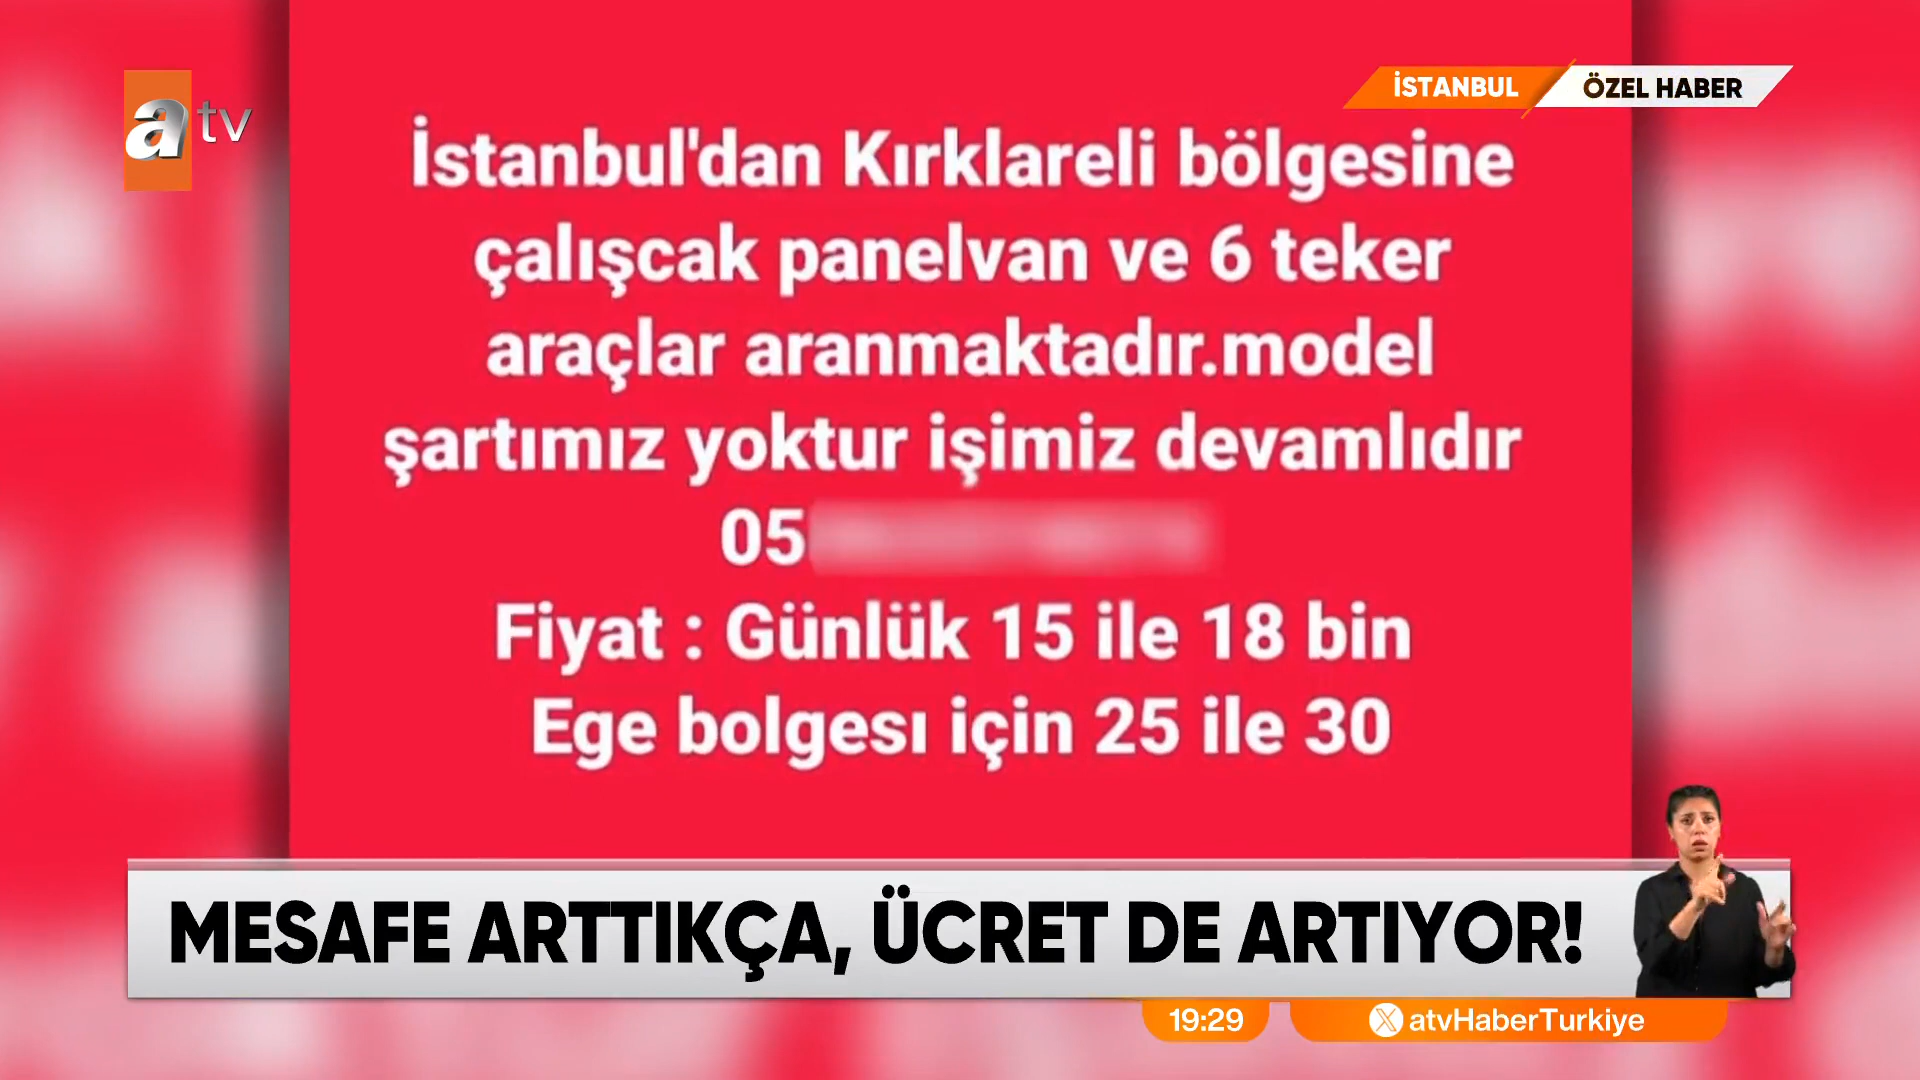 atv
İSTANBUL
ÖZEL HABER
İstanbul'dan Kırklareli bölgesine
çalışcak panelvan ve 6 teker
araçlar aranmaktadır.model
şartımız yoktur işimiz devamlıdır
05
Fiyat : Günlük 15 ile 18 bin
Ege bolgesı için 25 ile 30
MESAFE ARTTIKÇA, ÜCRET DE ARTIYOR!
19:29
X atvHaberTurkiye